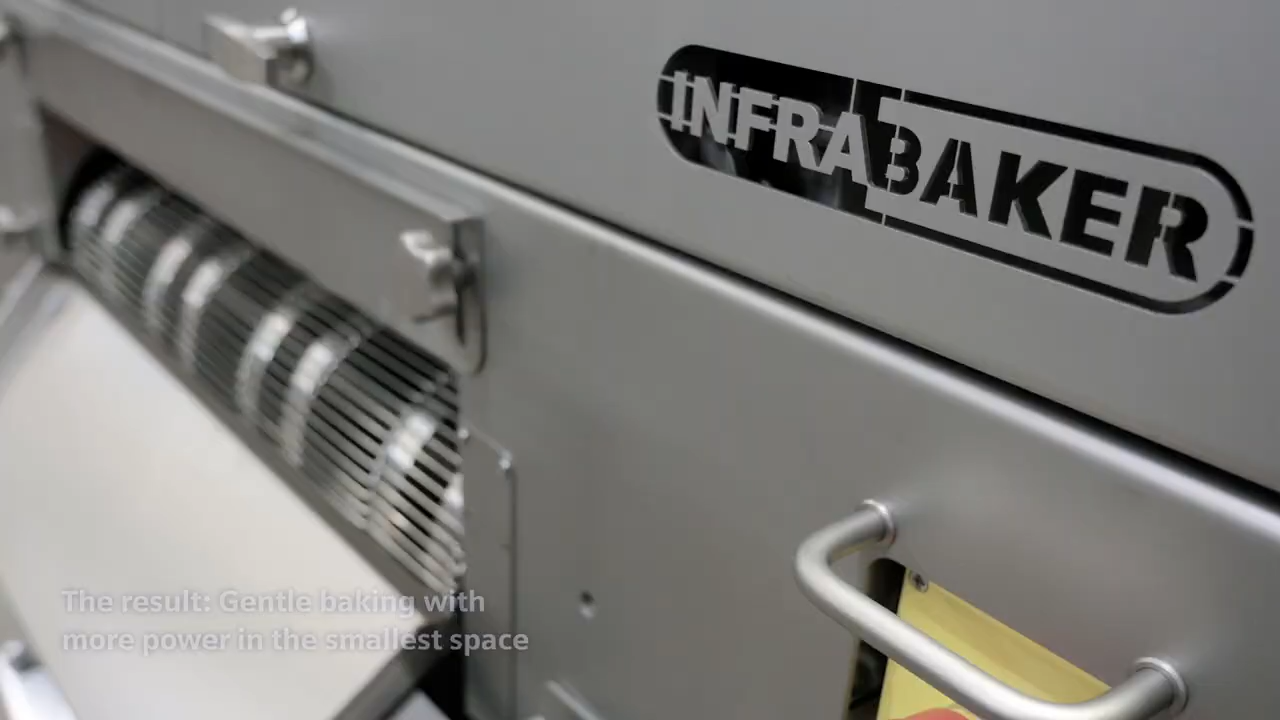 INFRABAKER
The result: Gentle baking with
more power in the smallest space